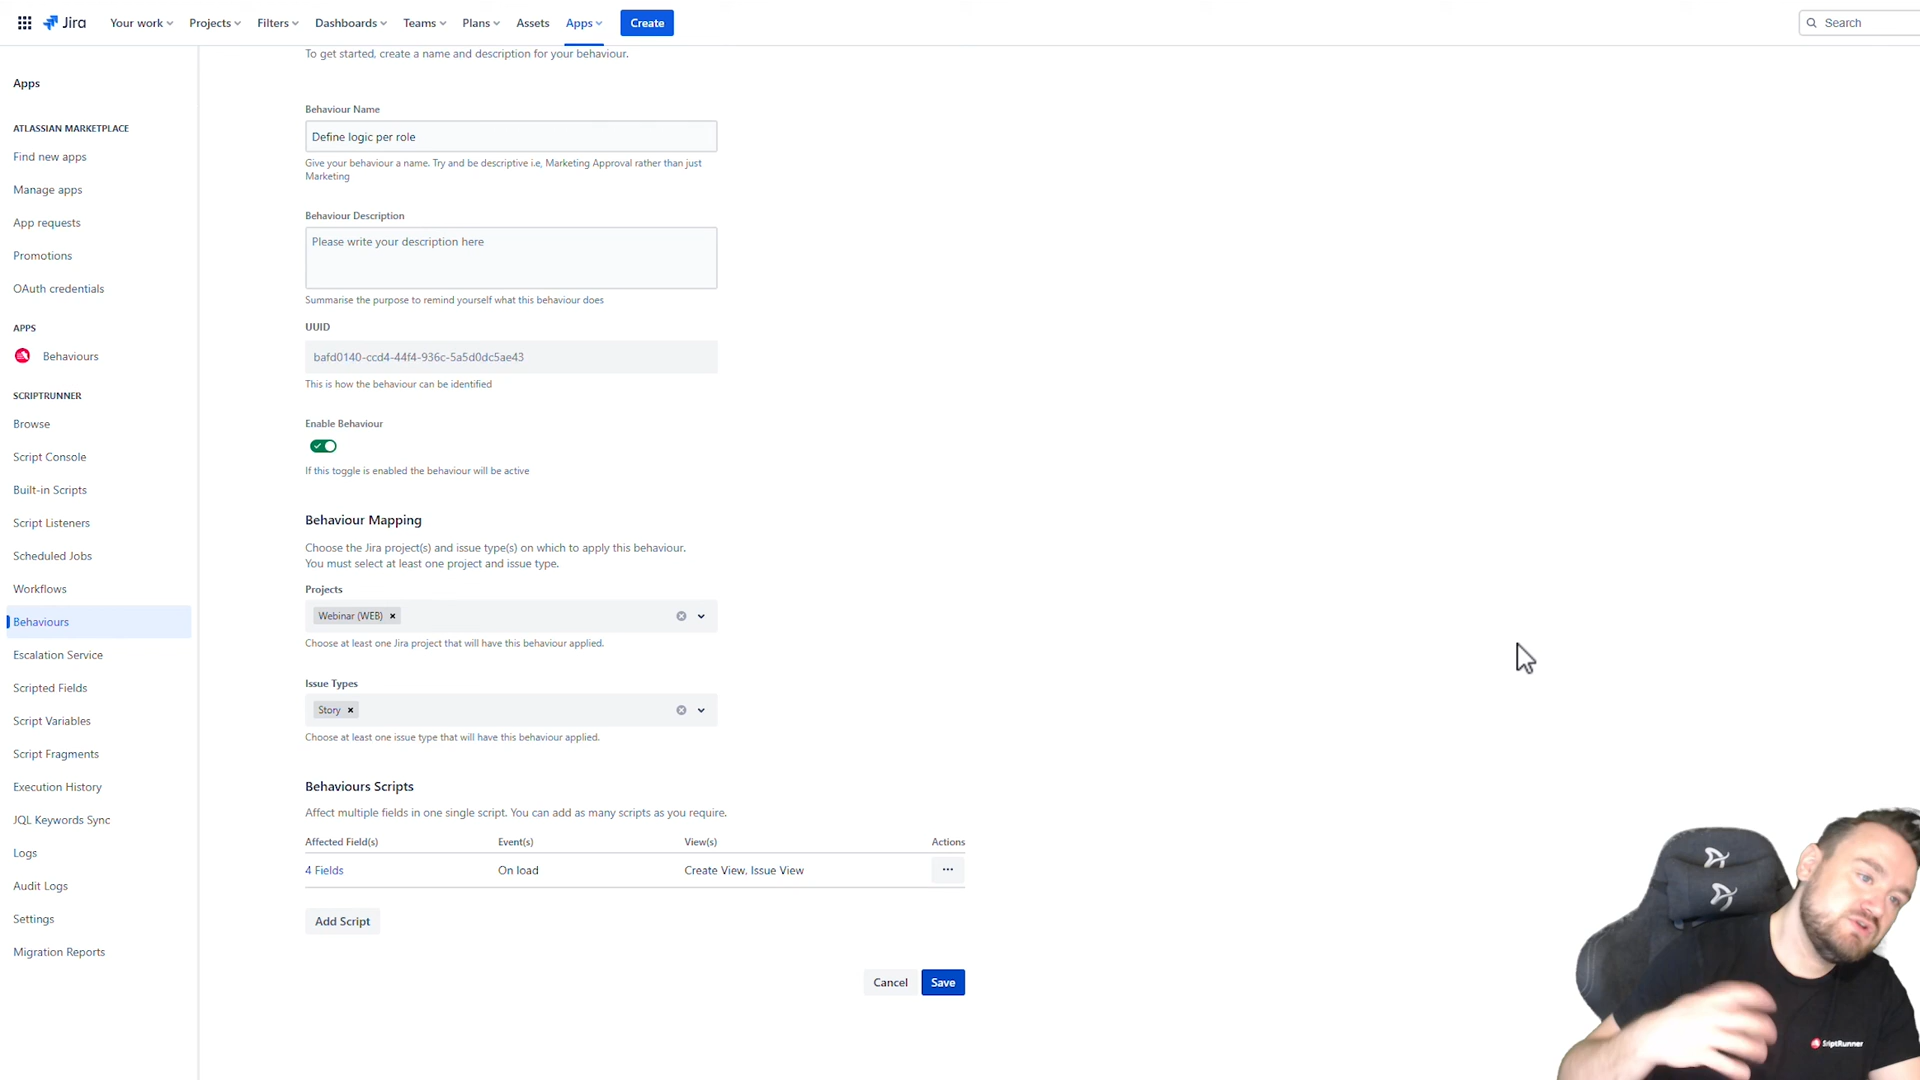 Jira
Your work
Projects
Filters
Dashboards
Teams
Plans
Assets
Apps
Create
Search
Apps
ATLASSIAN MARKETPLACE
Find new apps
Manage apps
App requests
Promotions
OAuth credentials
APPS
Behaviours
SCRIPTRUNNER
Browse
Script Console
Built-in Scripts
Script Listeners
Scheduled Jobs
Workflows
Behaviours
Escalation Service
Scripted Fields
Script Variables
Script Fragments
Execution History
JQL Keywords Sync
Logs
Audit Logs
Settings
Migration Reports
To get started, create a name and description for your behaviour.
Behaviour Name
Define logic per role
Give your behaviour a name. Try and be descriptive i.e, Marketing Approval rather than just
Marketing
Behaviour Description
Please write your description here
Summarise the purpose to remind yourself what this behaviour does
UUID
bafd0140-ccd4-44f4-936c-5a5d0dc5ae43
This is how the behaviour can be identified
Enable Behaviour
If this toggle is enabled the behaviour will be active
Behaviour Mapping
Choose the Jira project(s) and issue type(s) on which to apply this behaviour.
You must select at least one project and issue type.
Projects
Webinar (WEB)
Choose at least one Jira project that will have this behaviour applied.
Issue Types
Story
Choose at least one issue type that will have this behaviour applied.
Behaviours Scripts
Affect multiple fields in one single script. You can add as many scripts as you require.
Affected Field(s) Event(s) View(s) Actions
4 Fields On load Create View, Issue View
Add Script
Cancel Save
ScriptRunner